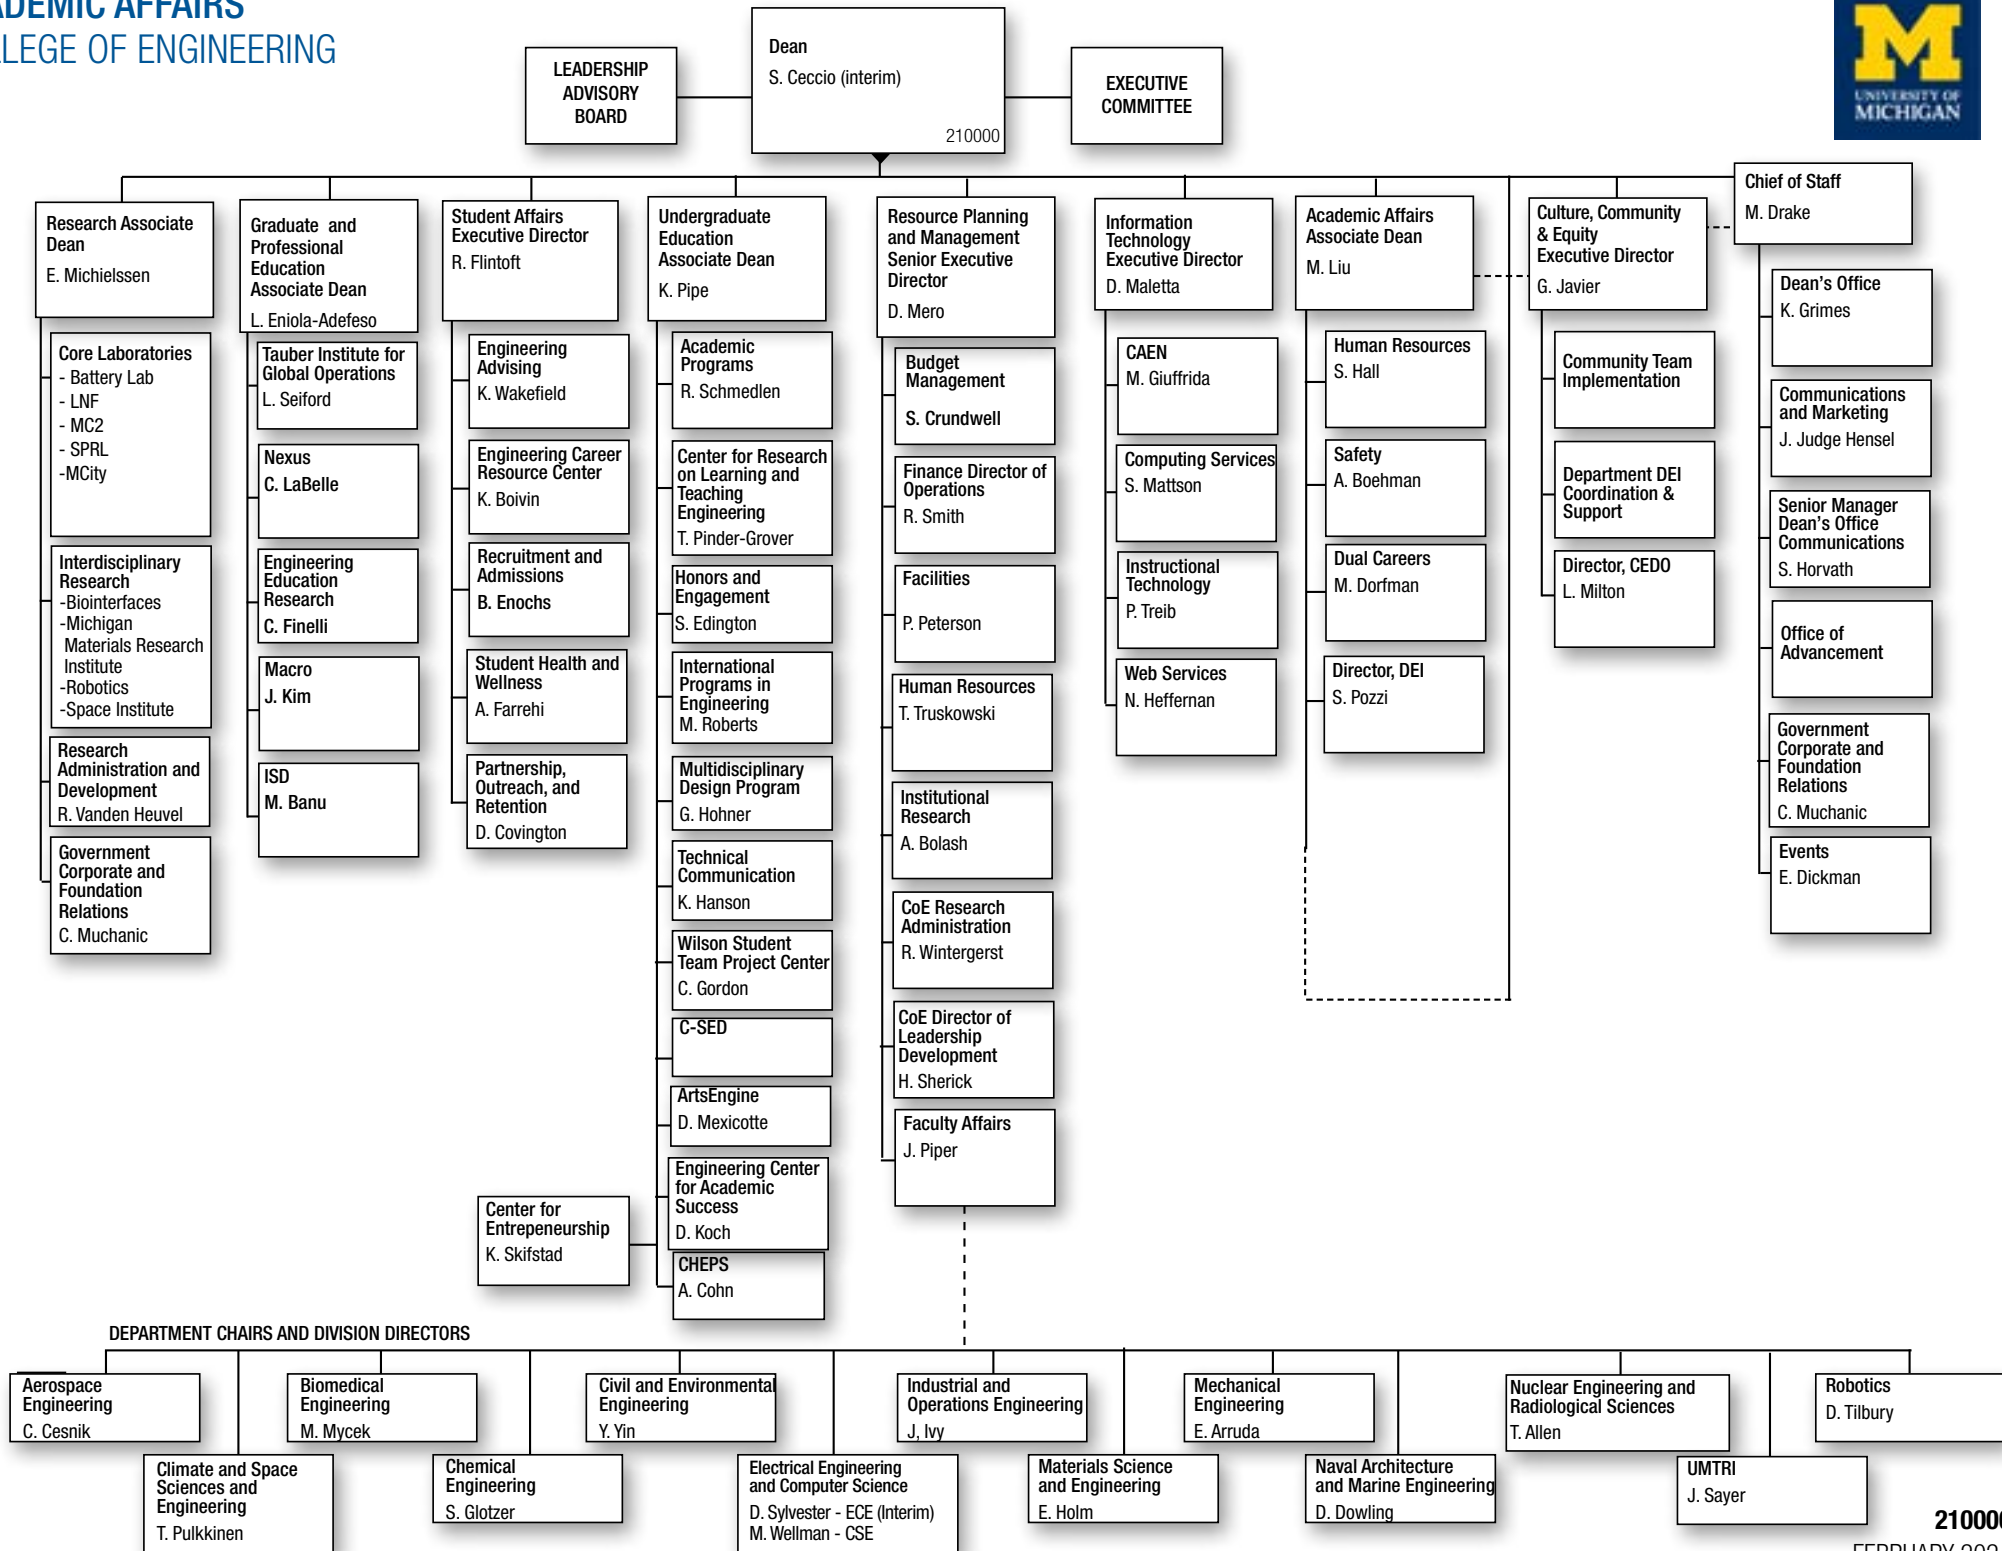 LLEGE OF ENGINEERING
LEADERSHIP
ADVISORY
BOARD
Dean
S. Ceccio (interim)
210000
EXECUTIVE
COMMITTEE
UNIVERSITY OF
MICHIGAN
Research Associate
Dean
E. Michielssen
Core Laboratories
- Battery Lab
- LNF
- MC2
- SPRL
-MCity
Interdisciplinary
Research
-Biointerfaces
-Michigan
Materials Research
Institute
-Robotics
-Space Institute
Research
Administration and
Development
R. Vanden Heuvel
Government
Corporate and
Foundation
Relations
C. Muchanic
Graduate and
Professional
Education
Associate Dean
L. Eniola-Adefeso
Tauber Institute for
Global Operations
L. Seiford
Nexus
C. LaBelle
Engineering
Education
Research
C. Finelli
Macro
J. Kim
ISD
M. Banu
Student Affairs
Executive Director
R. Flintoft
Engineering
Advising
K. Wakefield
Engineering Career
Resource Center
K. Boivin
Recruitment and
Admissions
B. Enochs
Student Health and
Wellness
A. Farrehi
Partnership,
Outreach, and
Retention
D. Covington
Undergraduate
Education
Associate Dean
K. Pipe
Academic
Programs
R. Schmedlen
Center for Research
on Learning and
Teaching
Engineering
T. Pinder-Grover
Honors and
Engagement
S. Edington
International
Programs in
Engineering
M. Roberts
Multidisciplinary
Design Program
G. Hohner
Technical
Communication
K. Hanson
Wilson Student
Team Project Center
C. Gordon
C-SED
ArtsEngine
D. Mexicotte
Engineering Center
for Academic
Success
D. Koch
Center for
Entrepeneurship
K. Skifstad
CHEPS
A. Cohn
Resource Planning
and Management
Senior Executive
Director
D. Mero
Budget
Management
S. Crundwell
Finance Director of
Operations
R. Smith
Facilities
P. Peterson
Human Resources
T. Truskowski
Institutional
Research
A. Bolash
CoE Research
Administration
R. Wintergerst
CoE Director of
Leadership
Development
H. Sherick
Faculty Affairs
J. Piper
Information
Technology
Executive Director
D. Maletta
CAEN
M. Giuffrida
Computing Services
S. Mattson
Instructional
Technology
P. Treib
Web Services
N. Heffernan
Academic Affairs
Associate Dean
M. Liu
Human Resources
S. Hall
Safety
A. Boehman
Dual Careers
M. Dorfman
Director, DEI
S. Pozzi
Culture, Community
& Equity
Executive Director
G. Javier
Community Team
Implementation
Department DEI
Coordination &
Support
Director, CEDO
L. Milton
Chief of Staff
M. Drake
Dean's Office
K. Grimes
Communications
and Marketing
J. Judge Hensel
Senior Manager
Dean's Office
Communications
S. Horvath
Office of
Advancement
Government
Corporate and
Foundation
Relations
C. Muchanic
Events
E. Dickman
DEPARTMENT CHAIRS AND DIVISION DIRECTORS
Aerospace
Engineering
C. Cesnik
Climate and Space
Sciences and
Engineering
T. Pulkkinen
Biomedical
Engineering
M. Mycek
Chemical
Engineering
S. Glotzer
Civil and Environmental
Engineering
Y. Yin
Electrical Engineering
and Computer Science
D. Sylvester - ECE (Interim)
M. Wellman - CSE
Industrial and
Operations Engineering
J, Ivy
Materials Science
and Engineering
E. Holm
Mechanical
Engineering
E. Arruda
Naval Architecture
and Marine Engineering
D. Dowling
Nuclear Engineering and
Radiological Sciences
T. Allen
UMTRI
J. Sayer
Robotics
D. Tilbury